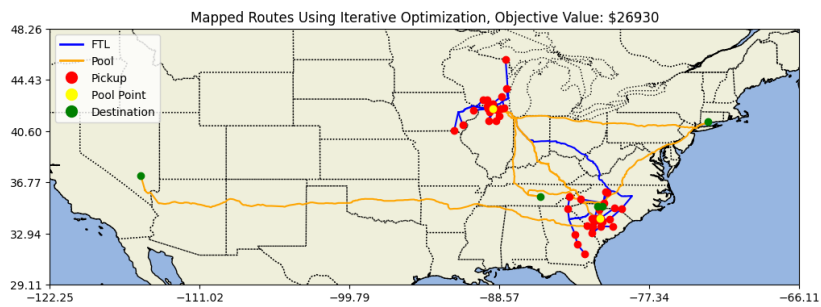 Mapped Routes Using Iterative Optimization, Objective Value: $26930
48.26
44.43
40.60
36.77
32.94
29.11
FTL
Pool
Pickup
Pool Point
Destination
−122.25
−111.02
−99.79
−88.57
−77.34
−66.11